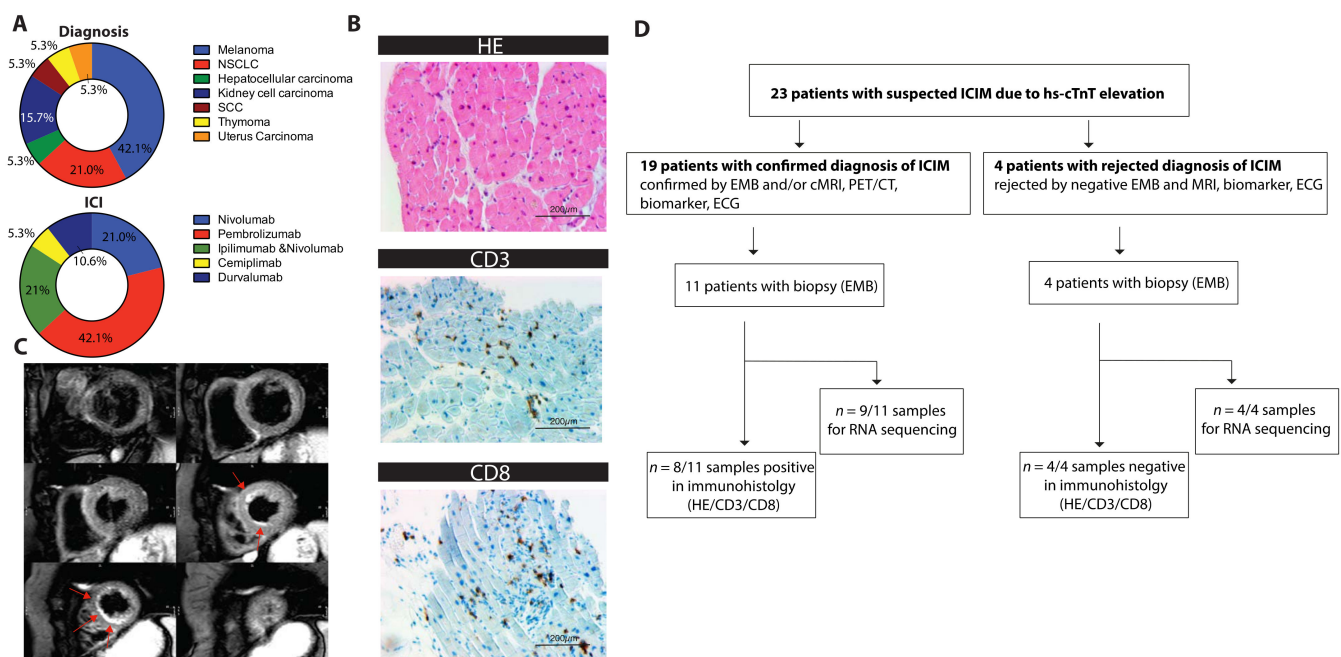 A
Diagnosis
5.3%
5.3%
5.3%
15.7%
5.3%
21.0%
42.1%
Melanoma
NSCLC
Hepatocellular carcinoma
Kidney cell carcinoma
SCC
Thymoma
Uterus Carcinoma
ICI
5.3%
21.0%
10.6%
21%
42.1%
Nivolumab
Pembrolizumab
Ipilimumab &Nivolumab
Cemiplimab
Durvalumab
C
B
HE
200µm
CD3
200µm
CD8
200µm
D
23 patients with suspected ICIM due to hs-cTnT elevation
19 patients with confirmed diagnosis of ICIM
confirmed by EMB and/or cMRI, PET/CT,
biomarker, ECG
4 patients with rejected diagnosis of ICIM
rejected by negative EMB and MRI, biomarker, ECG
11 patients with biopsy (EMB)
4 patients with biopsy (EMB)
n = 9/11 samples
for RNA sequencing
n = 4/4 samples
for RNA sequencing
n = 8/11 samples positive
in immunohistolgy
(HE/CD3/CD8)
n = 4/4 samples negative
in immunohistolgy
(HE/CD3/CD8)